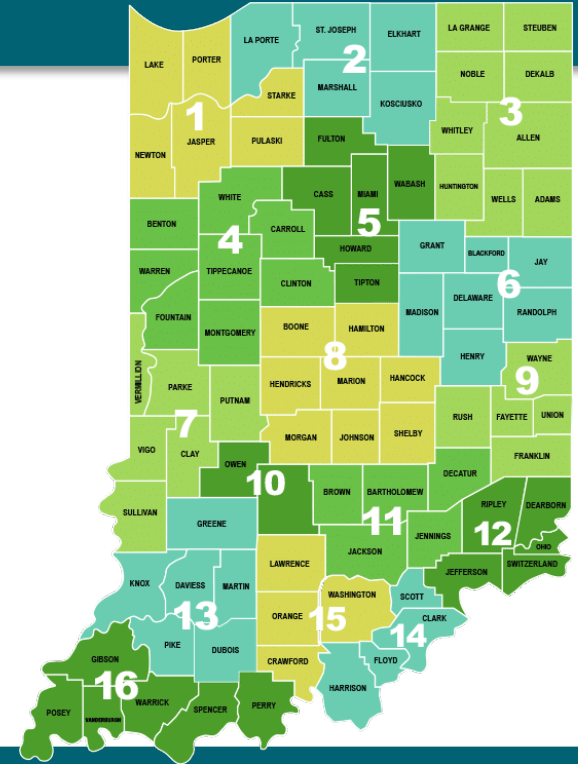 LA PORTE
ST. JOSEPH
ELKHART
LA GRANGE
STEUBEN
LAKE
PORTER
2
NOBLE
DEKALB
STARKE
MARSHALL
KOSCIUSKO
3
1
JASPER
PULASKI
FULTON
WHITLEY
ALLEN
NEWTON
WHITE
CASS
MIAMI
WABASH
HUNTINGTON
WELLS
ADAMS
BENTON
4
CARROLL
5
HOWARD
GRANT
BLACKFORD
JAY
WARREN
TIPPECANOE
CLINTON
TIPTON
6
FOUNTAIN
MONTGOMERY
BOONE
HAMILTON
MADISON
DELAWARE
RANDOLPH
VERMILLION
PARKE
PUTNAM
8
HENDRICKS
MARION
HANCOCK
HENRY
WAYNE
9
7
VIGO
CLAY
MORGAN
JOHNSON
SHELBY
RUSH
FAYETTE
UNION
FRANKLIN
OWEN
10
BROWN
BARTHOLOMEW
DECATUR
SULLIVAN
GREENE
11
JACKSON
JENNINGS
RIPLEY
12
DEARBORN
OHIO
SWITZERLAND
JEFFERSON
KNOX
DAVIESS
MARTIN
LAWRENCE
13
ORANGE
WASHINGTON
15
SCOTT
CLARK
14
FLOYD
PIKE
DUBOIS
CRAWFORD
HARRISON
GIBSON
16
POSEY
VANDERBURGH
WARRICK
SPENCER
PERRY